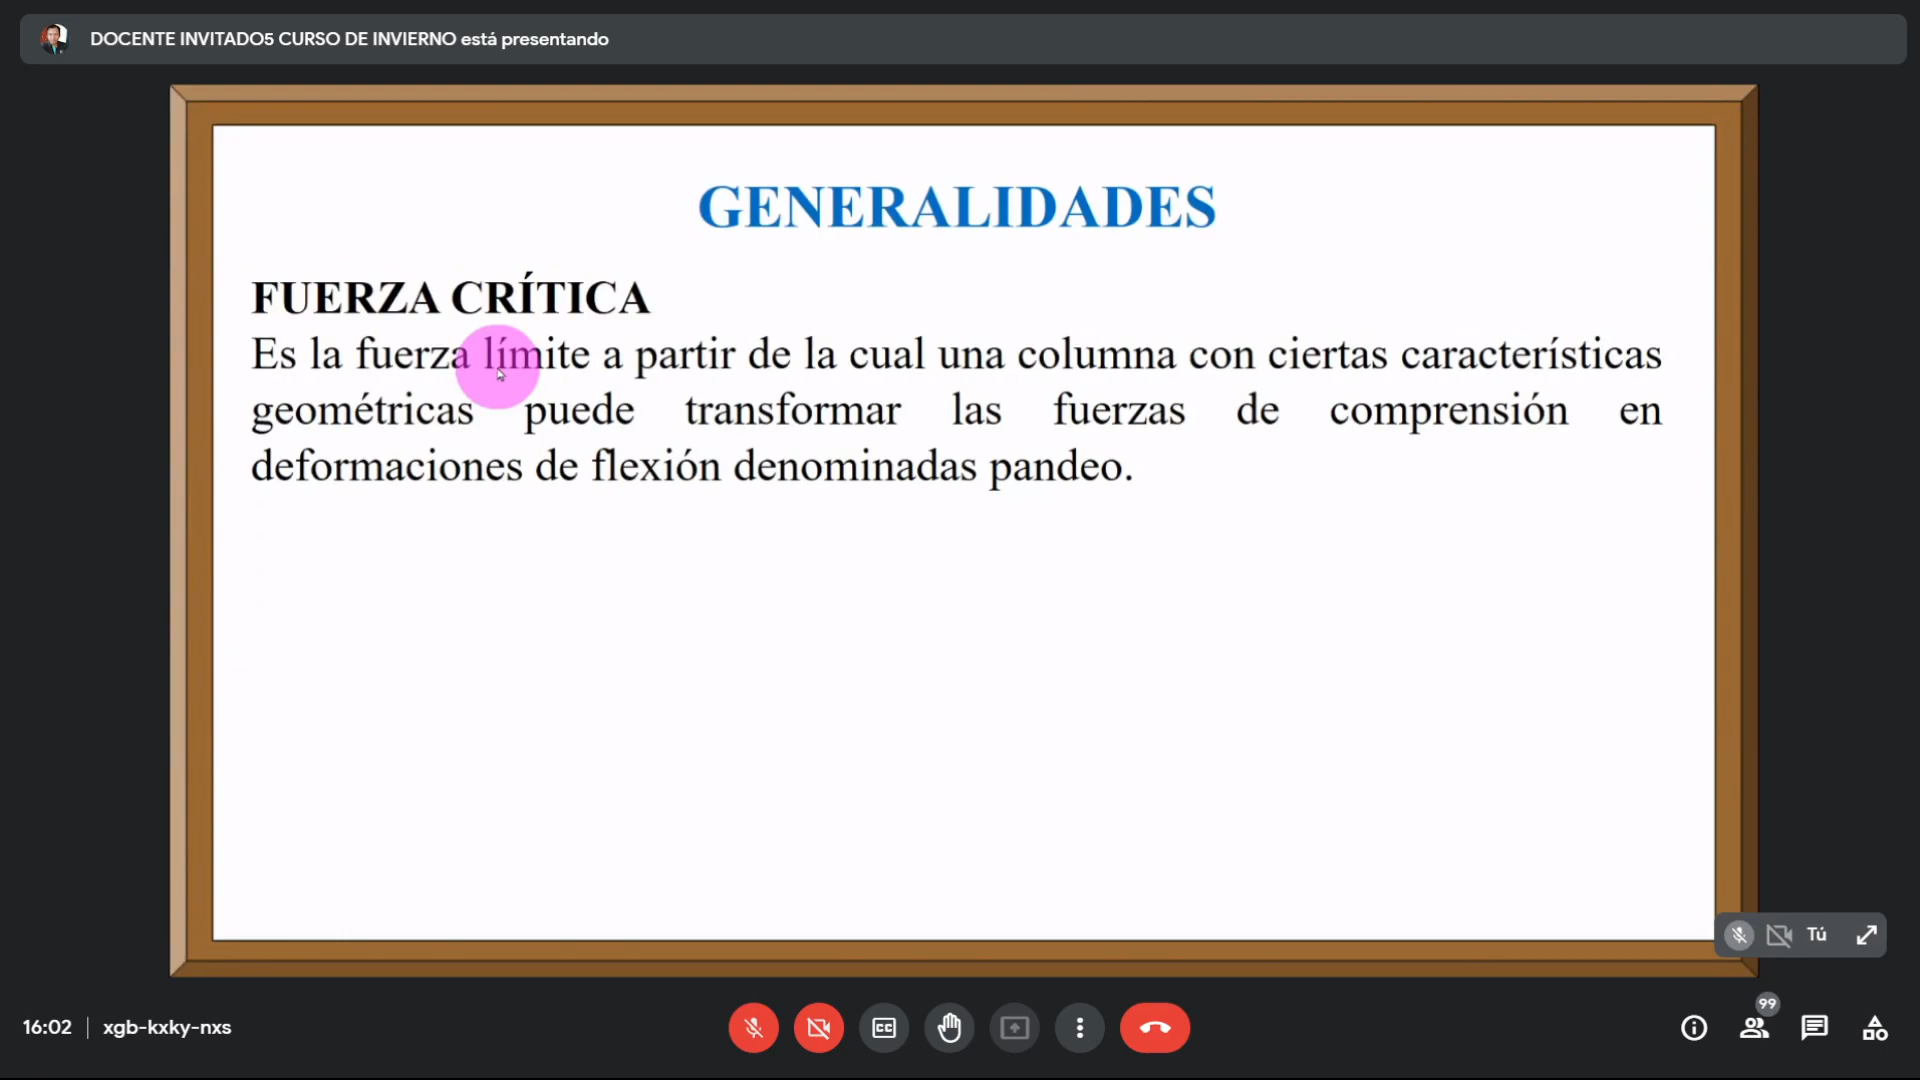 DOCENTE INVITADO5 CURSO DE INVIERNO está presentando
GENERALIDADES
FUERZA CRÍTICA
Es la fuerza límite a partir de la cual una columna con ciertas características
geométricas puede transformar las fuerzas de comprensión en
deformaciones de flexión denominadas pandeo.
Tú
99
16:02 | xgb-kxky-nxs
CC